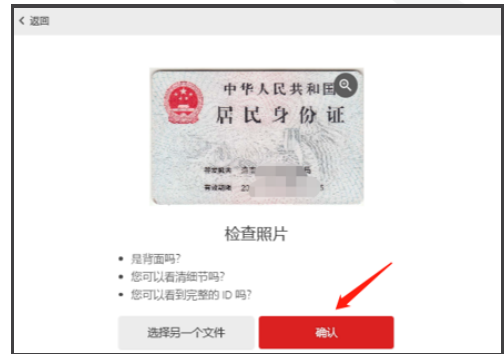 返回
中华人民共和国
居民身份证
签发机关
有效期限 20
检查照片
• 是背面吗?
• 您可以看清细节吗?
• 您可以看到完整的 ID 吗?
选择另一个文件
确认